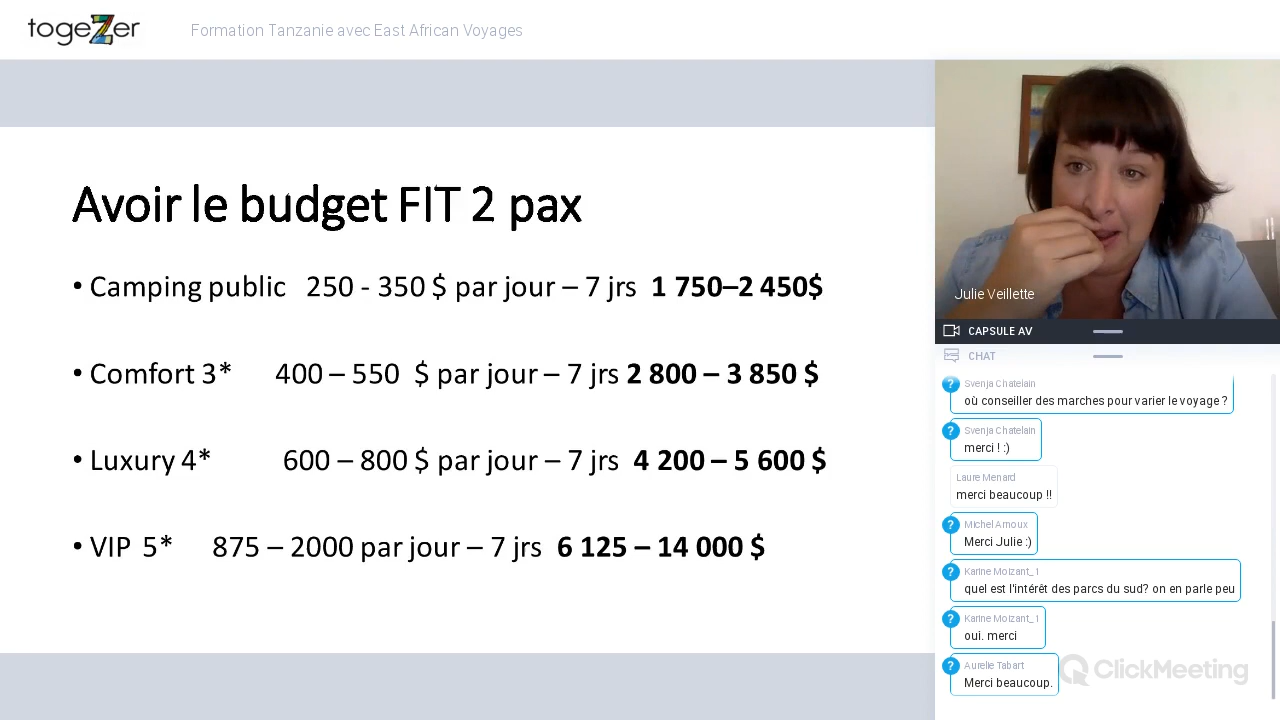 togeZer
Formation Tanzanie avec East African Voyages
Avoir le budget FIT 2 pax
• Camping public 250 - 350 $ par jour – 7 jrs 1 750–2 450$
• Comfort 3* 400 – 550 $ par jour – 7 jrs 2 800 – 3 850 $
• Luxury 4* 600 – 800 $ par jour – 7 jrs 4 200 – 5 600 $
• VIP 5* 875 – 2000 par jour – 7 jrs 6 125 – 14 000 $
Julie Veillette
CAPSULE AV
CHAT
Svenja Chatelain
où conseiller des marches pour varier le voyage ?
Svenja Chatelain
merci ! :)
Laure Menard
merci beaucoup !!
Michel Arnoux
Merci Julie :)
Karine Moizant_1
quel est l'intérêt des parcs du sud? on en parle peu
Karine Moizant_1
oui. merci
Aurelie Tabart
Merci beaucoup.
ClickMeeting